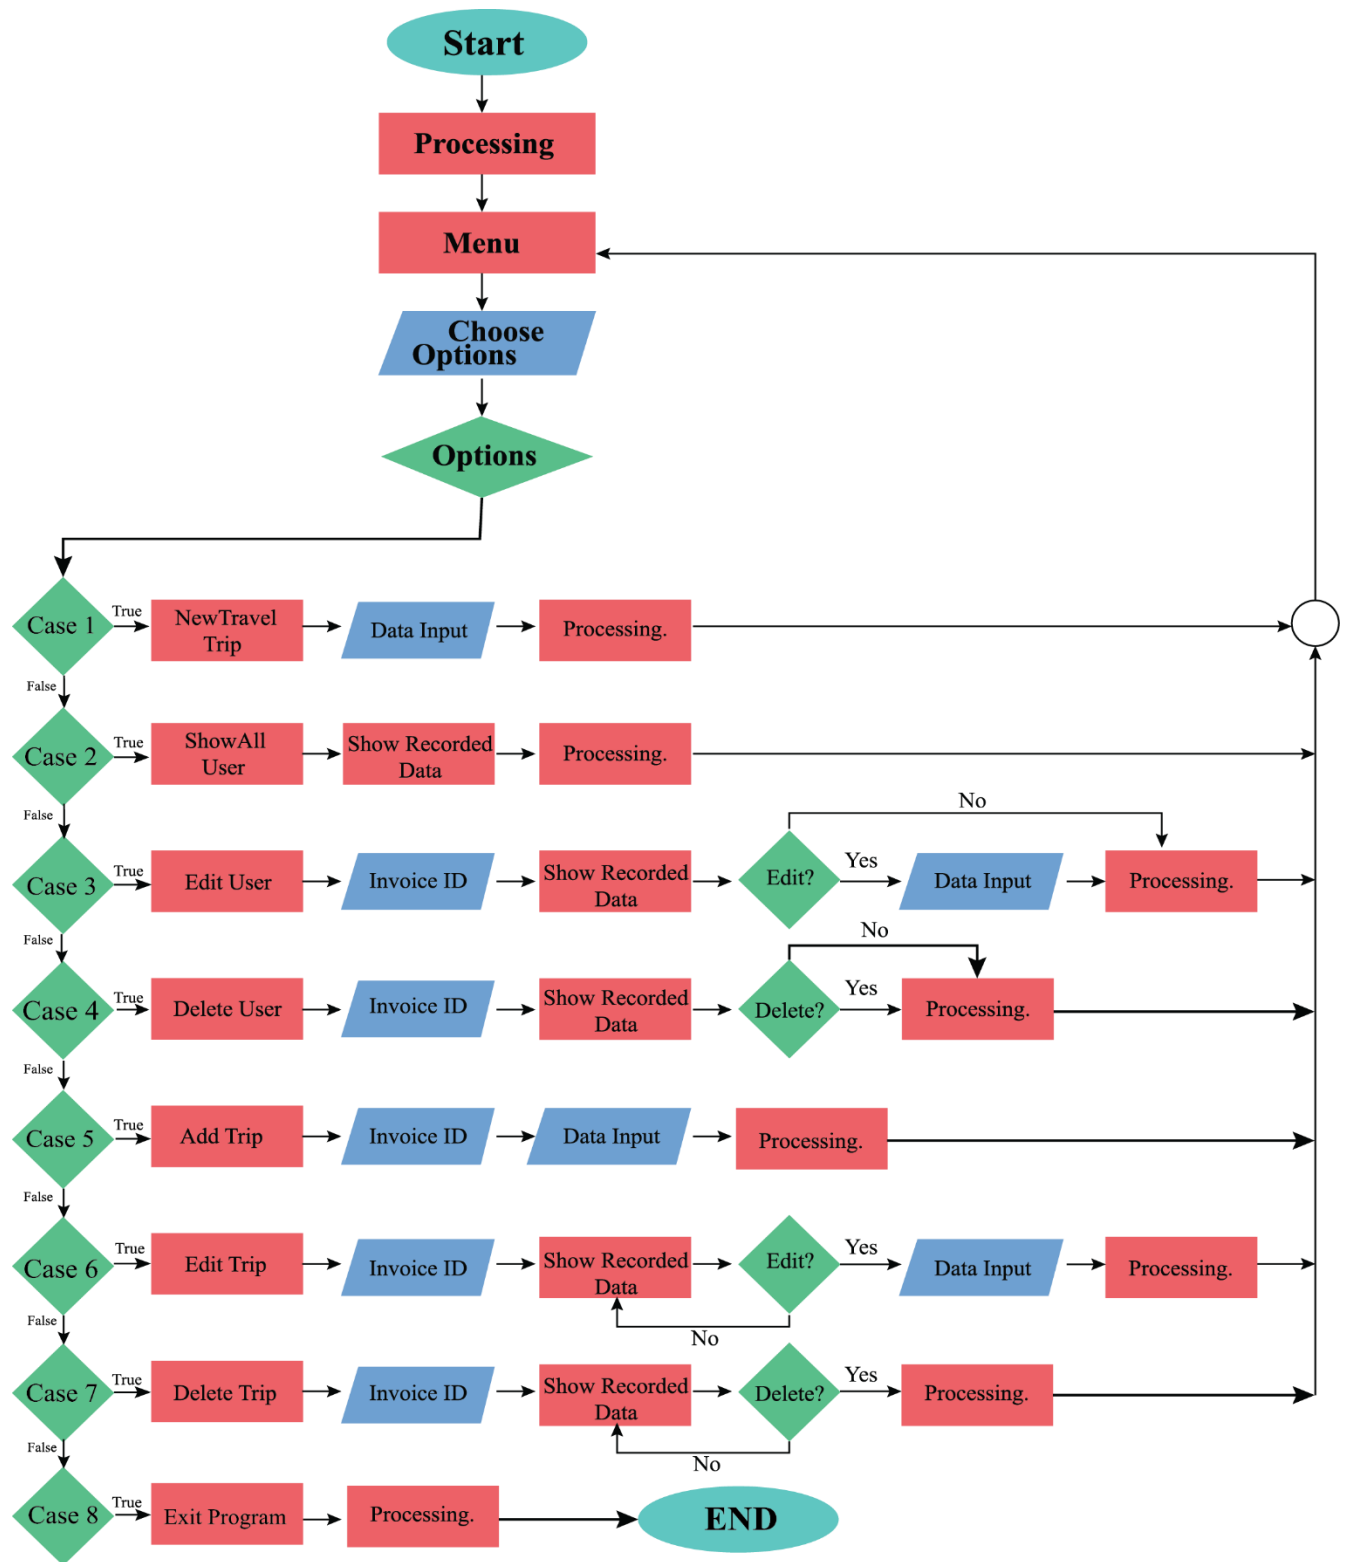 Start
Processing
Menu
Choose
Options
Options
Case 1
True
NewTravel
Trip
Data Input
Processing.
False
Case 2
True
ShowAll
User
Show Recorded
Data
Processing.
False
Case 3
True
Edit User
Invoice ID
Show Recorded
Data
Edit?
No
Yes
Data Input
Processing.
False
Case 4
True
Delete User
Invoice ID
Show Recorded
Data
Delete?
No
Yes
Processing.
False
Case 5
True
Add Trip
Invoice ID
Data Input
Processing.
False
Case 6
True
Edit Trip
Invoice ID
Show Recorded
Data
Edit?
Yes
Data Input
Processing.
No
False
Case 7
True
Delete Trip
Invoice ID
Show Recorded
Data
Delete?
Yes
Processing.
No
False
Case 8
True
Exit Program
Processing.
END